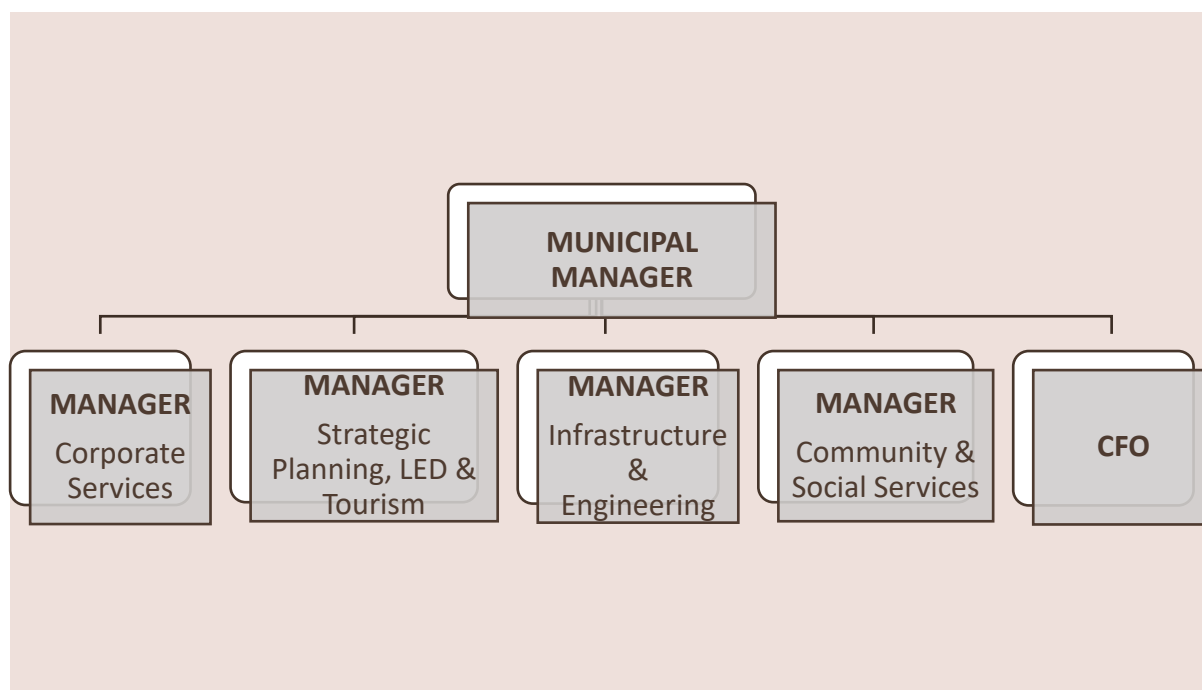 MUNICIPAL
MANAGER
MANAGER
Corporate
Services
MANAGER
Strategic
Planning, LED &
Tourism
MANAGER
Infrastructure
&
Engineering
MANAGER
Community &
Social Services
CFO